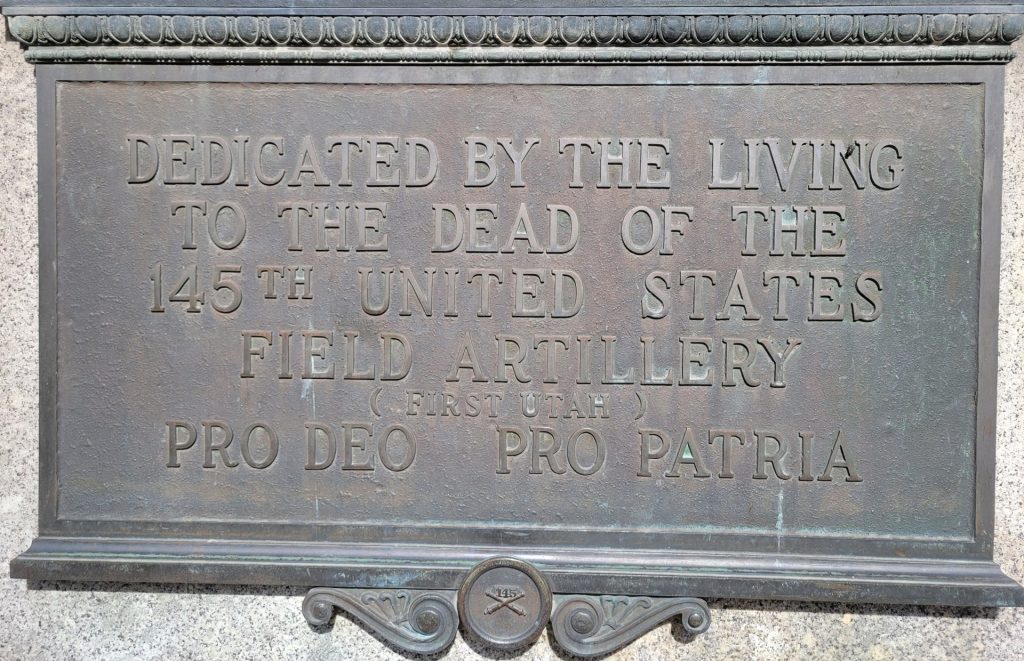 DEDICATED BY THE LIVING
TO THE DEAD OF THE
145TH UNITED STATES
FIELD ARTILLERY
( FIRST UTAH )
PRO DEO PRO PATRIA
145